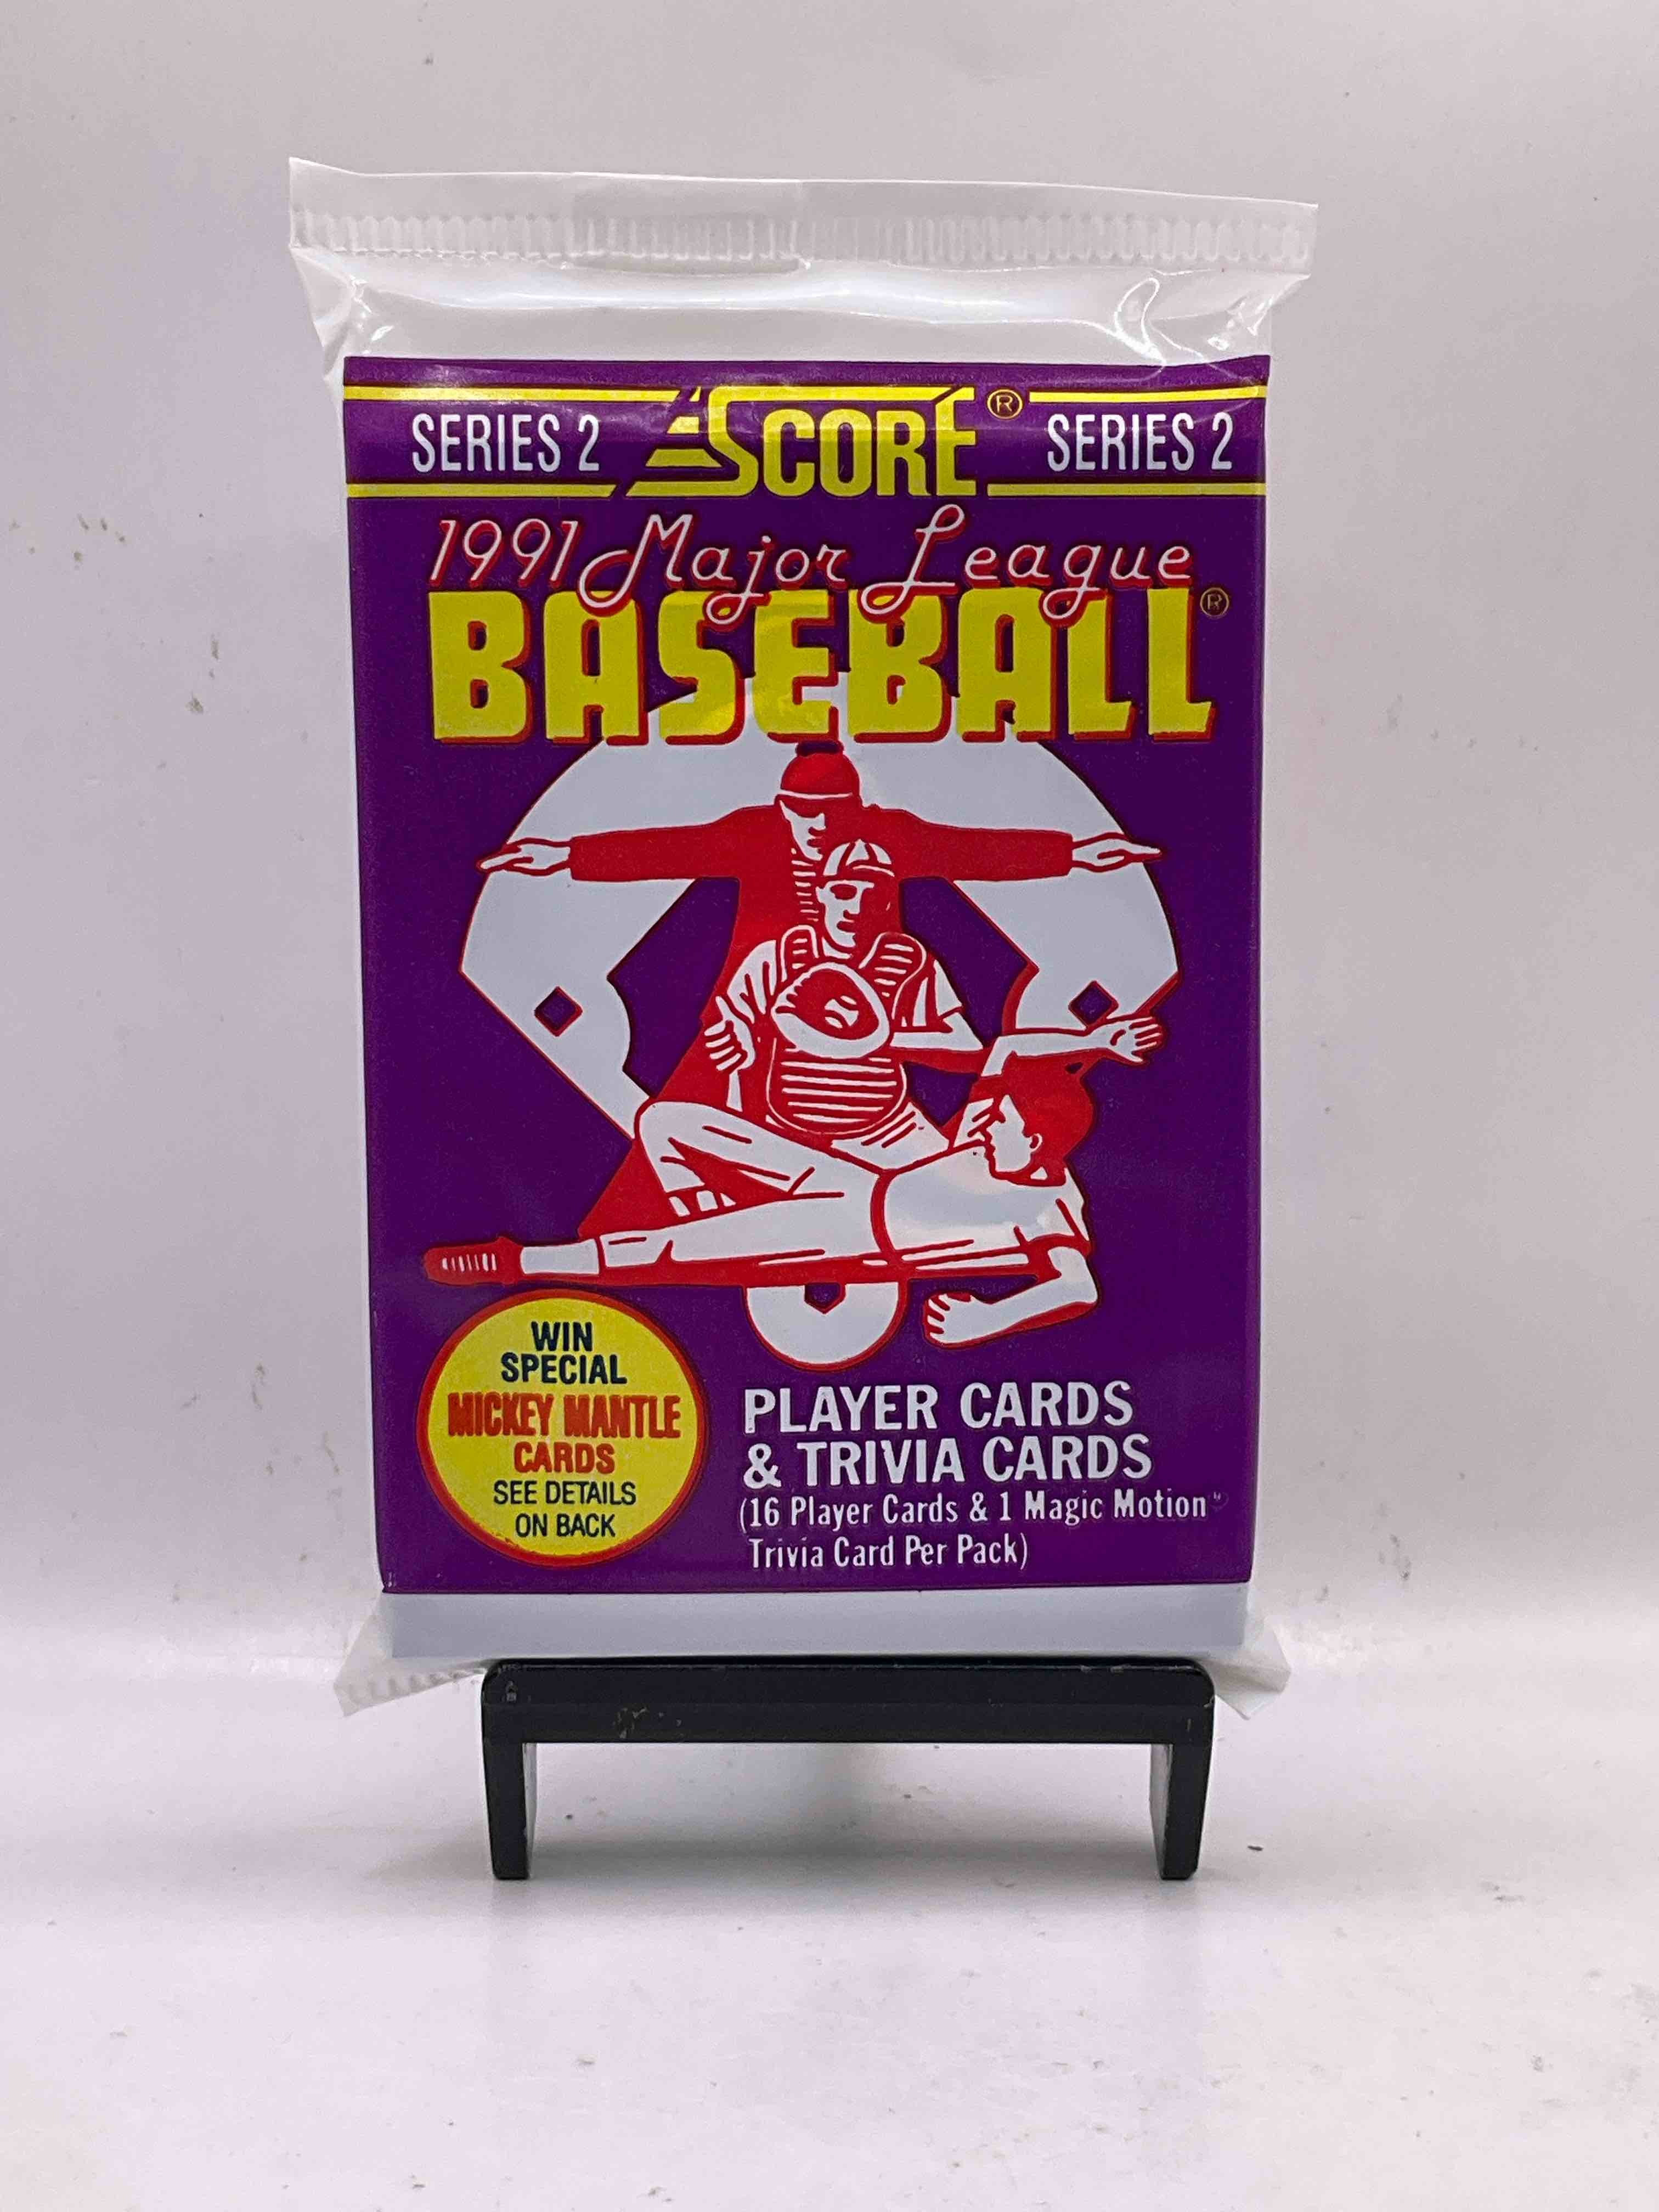 SERIES 2 SCORE® SERIES 2
1991 Major League
BASEBALL®
WIN
SPECIAL
MICKEY MANTLE
CARDS
SEE DETAILS
ON BACK
PLAYER CARDS
& TRIVIA CARDS
(16 Player Cards & 1 Magic Motion™
Trivia Card Per Pack)